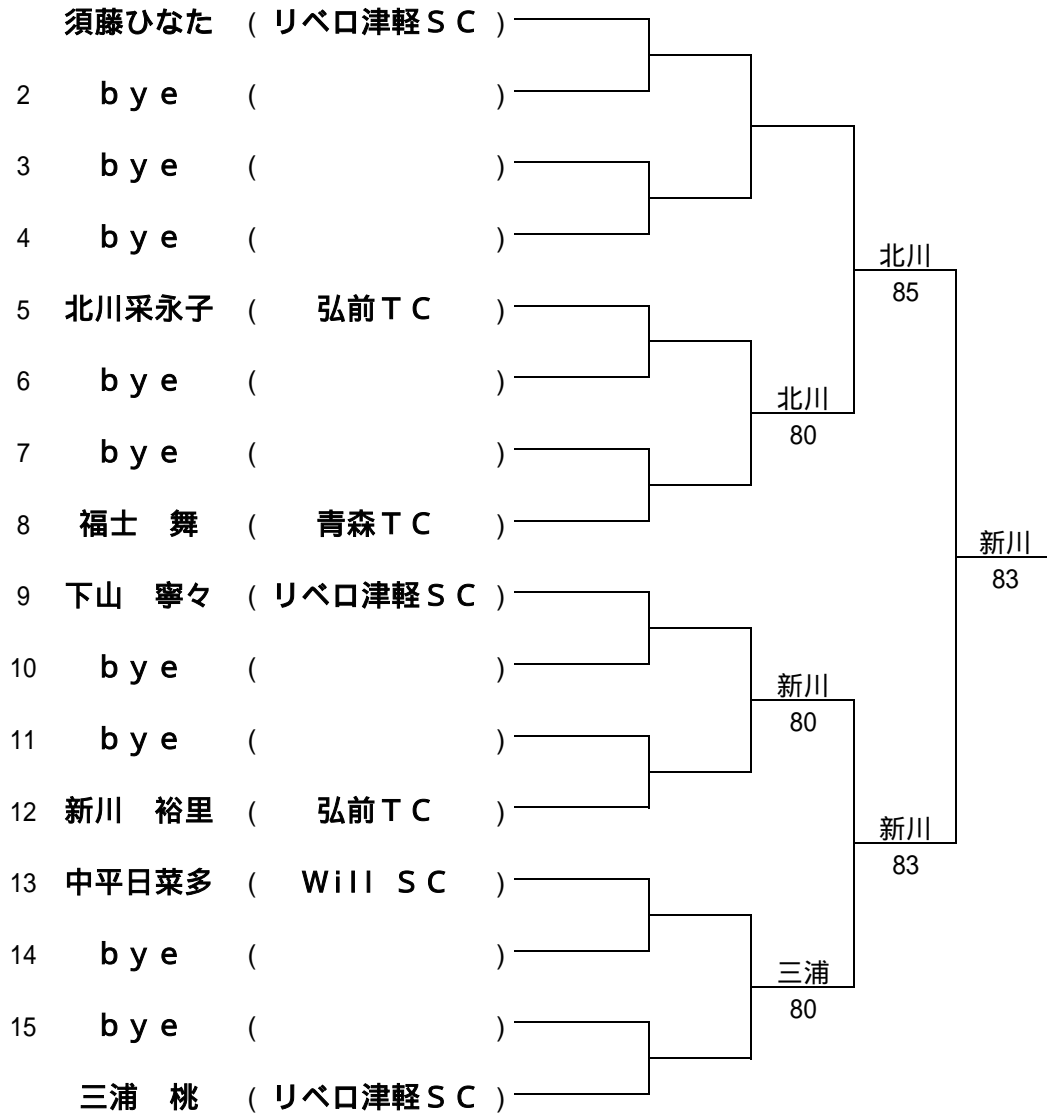 須藤ひなた ( リベロ津軽ＳＣ )
2 ｂｙｅ ( )
3 ｂｙｅ ( )
4 ｂｙｅ ( )
北川
85
5 北川采永子 ( 弘前ＴＣ )
6 ｂｙｅ ( )
北川
80
7 ｂｙｅ ( )
8 福士　舞 ( 青森ＴＣ )
新川
83
9 下山　寧々 ( リベロ津軽ＳＣ )
10 ｂｙｅ ( )
新川
80
11 ｂｙｅ ( )
12 新川　裕里 ( 弘前ＴＣ )
新川
83
13 中平日菜多 ( Ｗｉｌｌ ＳＣ )
14 ｂｙｅ ( )
三浦
80
15 ｂｙｅ ( )
三浦　桃 ( リベロ津軽ＳＣ )